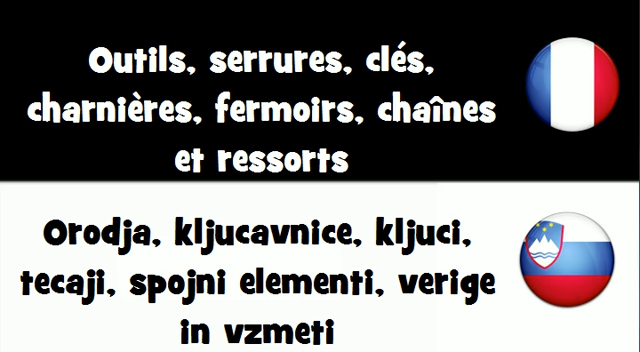 Outils, serrures, clés,
charnières, fermoirs, chaînes
et ressorts
Orodja, kljucavnice, kljuci,
tecaji, spojni elementi, verige
in vzmeti